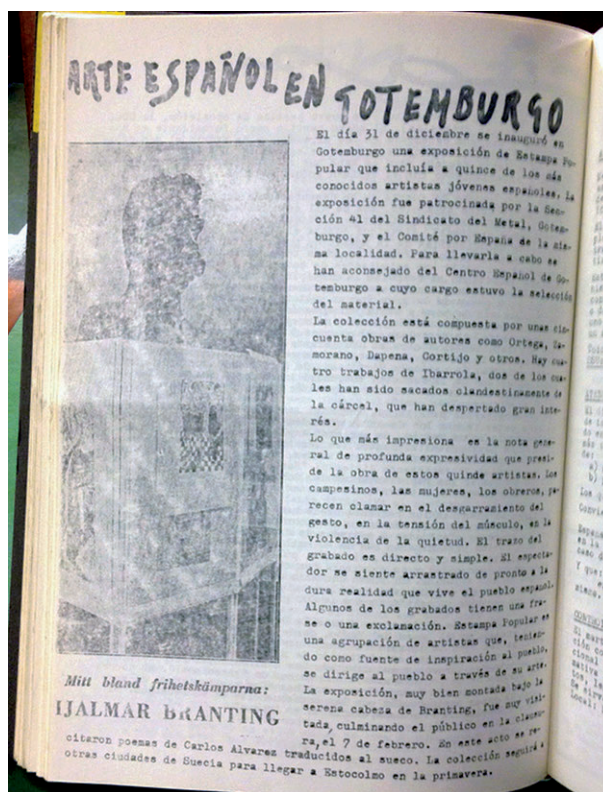 ARTE ESPAÑOL EN GOTEMBURGO
El día 31 de diciembre se inauguró en
Gotemburgo una exposición de Estampa Po-
pular que incluía a quince de los más
conocidos artistas jóvenes españoles. La
exposición fue patrocinada por la Sec-
ción 41 del Sindicato del Metal, Gotem-
burgo, y el Comité por España de la mis-
ma localidad. Para llevarla a cabo se
han aconsejado del Centro Español de Go-
temburgo a cuyo cargo estuvo la selección
del material.
La colección está compuesta por unas cin-
cuenta obras de autores como Ortega, Za-
morano, Dapena, Cortijo y otros. Hay cua-
tro trabajos de Ibarrola, dos de los cua-
les han sido sacados clandestinamente de
la cárcel, que han despertado gran inte-
rés.
Lo que más impresiona es la nota gene-
ral de profunda expresividad que presi-
de la obra de estos quinde artistas. Los
campesinos, las mujeres, los obreros, pa-
recen clamar en el desgarramiento del
gesto, en la tensión del músculo, en la
violencia de la quietud. El trazo del
grabado es directo y simple. El especta-
dor se siente arrastrado de pronto a la
dura realidad que vive el pueblo español.
Algunos de los grabados tienen una fra-
se o una exclamación. Estampa Popular es
una agrupación de artistas que, tenien-
do como fuente de inspiración al pueblo,
se dirige al pueblo a través de su arte.
La exposición, muy bien montada bajo la
serena cabeza de Branting, fue muy visi-
tada, culminando el público en la clausu-
ra, el 7 de febrero. En este acto se re-
citaron poemas de Carlos Alvarez traducidos al sueco. La colección seguirá a
otras ciudades de Suecia para llegar a Estocolmo en la primavera.
Mitt bland frihetskämparna:
HJALMAR BRANTING